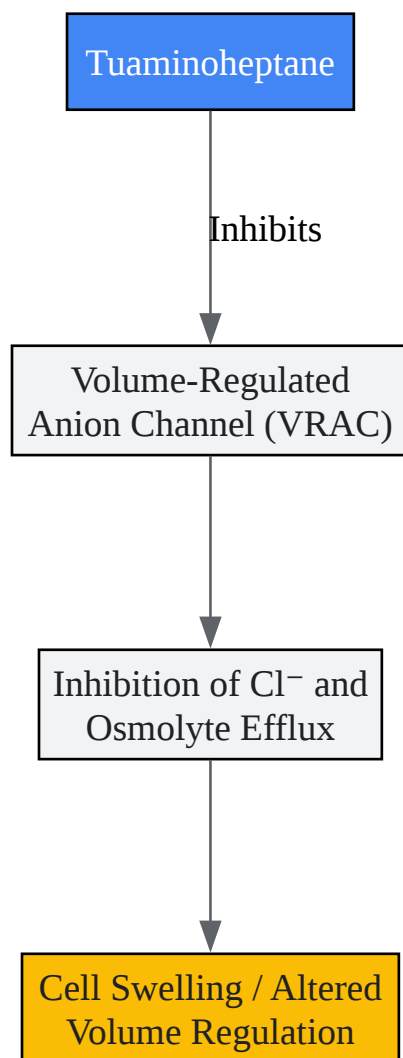 Tuaminoheptane
Inhibits
Volume-Regulated
Anion Channel (VRAC)
Inhibition of Cl⁻ and
Osmolyte Efflux
Cell Swelling / Altered
Volume Regulation